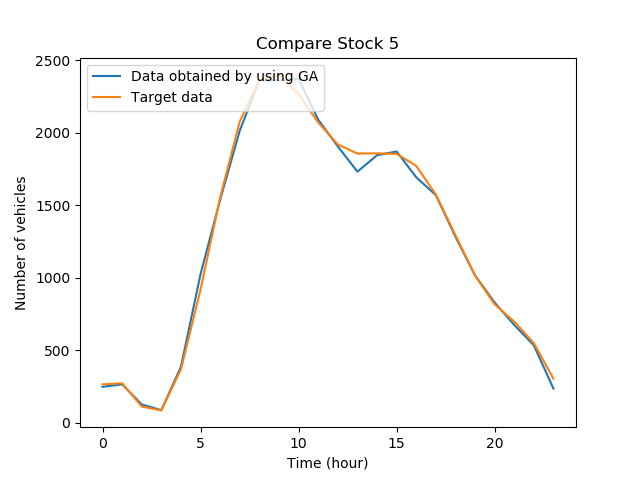 Compare Stock 5
Data obtained by using GA
Target data
Number of vehicles
2500
2000
1500
1000
500
0
0 5 10 15 20
Time (hour)